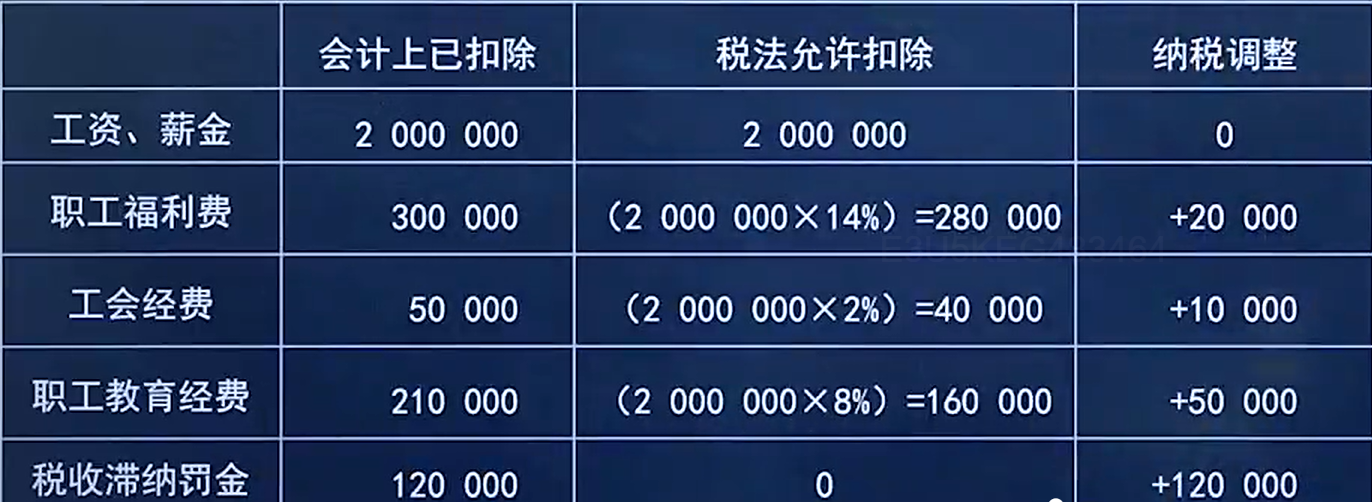 会计上已扣除 税法允许扣除 纳税调整
工资、薪金 2 000 000 2 000 000 0
职工福利费 300 000 （2 000 000×14%）=280 000 +20 000
工会经费 50 000 （2 000 000×2%）=40 000 +10 000
职工教育经费 210 000 （2 000 000×8%）=160 000 +50 000
税收滞纳罚金 120 000 0 +120 000